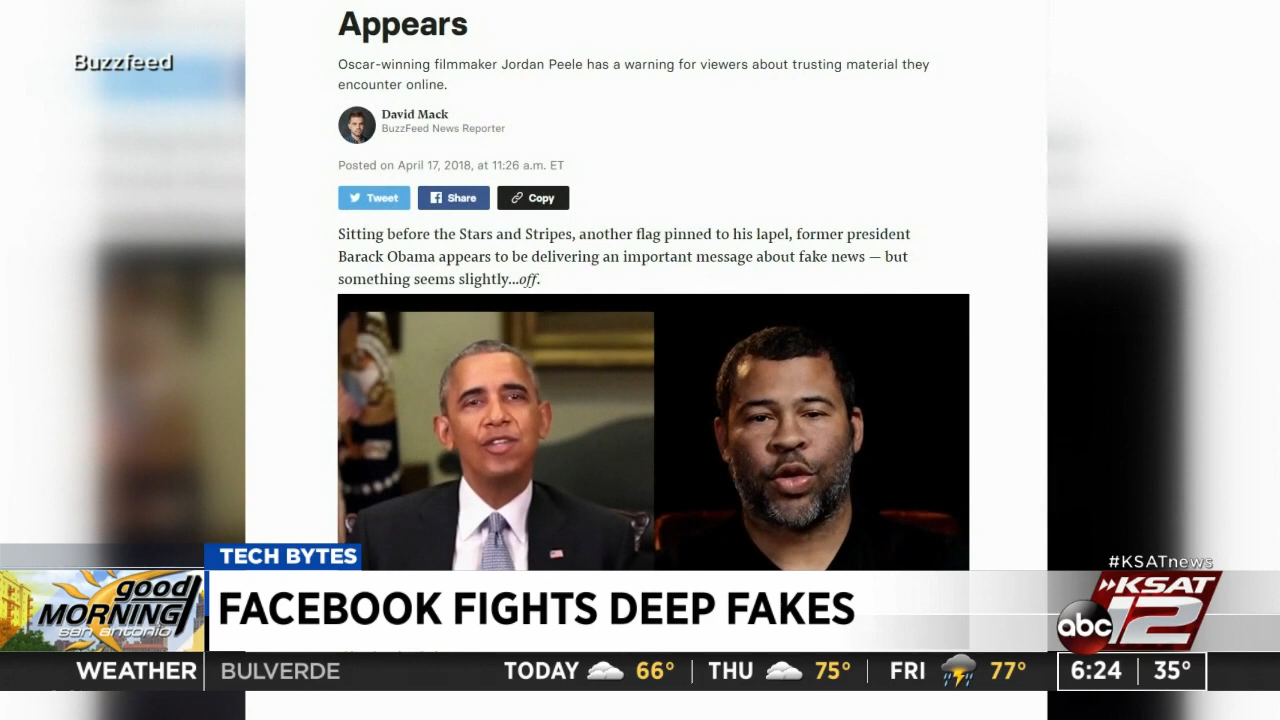 Buzzfeed
Appears
Oscar-winning filmmaker Jordan Peele has a warning for viewers about trusting material they
encounter online.
David Mack
BuzzFeed News Reporter
Posted on April 17, 2018, at 11:26 a.m. ET
Tweet
Share
Copy
Sitting before the Stars and Stripes, another flag pinned to his lapel, former president
Barack Obama appears to be delivering an important message about fake news — but
something seems slightly...off.
TECH BYTES
#KSATnews
good
MORNING
san antonio
FACEBOOK FIGHTS DEEP FAKES
KSAT
abc 12
WEATHER BULVERDE TODAY 66° THU 75° FRI 77° 6:24 35°